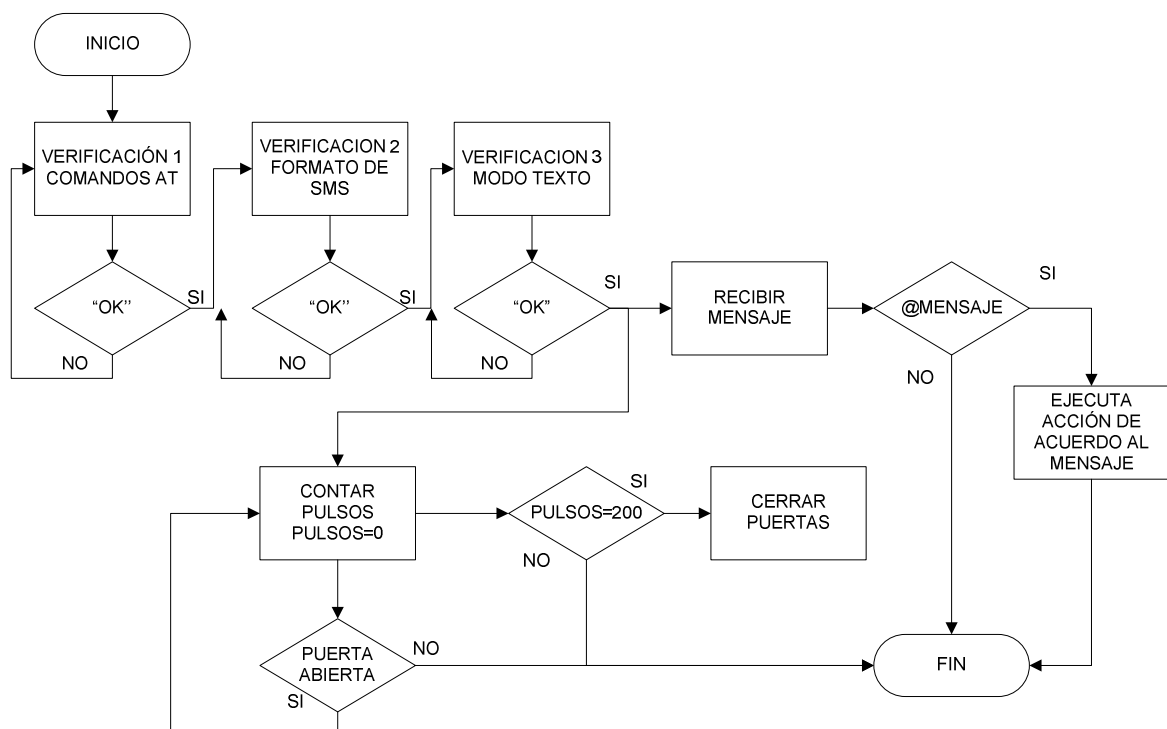 INICIO
VERIFICACIÓN 1
COMANDOS AT
VERIFICACION 2
FORMATO DE
SMS
VERIFICACION 3
MODO TEXTO
“OK’’
SI
NO
“OK’’
SI
NO
“OK”
SI
NO
RECIBIR
MENSAJE
@MENSAJE
SI
NO
EJECUTA
ACCIÓN DE
ACUERDO AL
MENSAJE
CONTAR
PULSOS
PULSOS=0
PULSOS=200
SI
NO
CERRAR
PUERTAS
PUERTA
ABIERTA
NO
SI
FIN